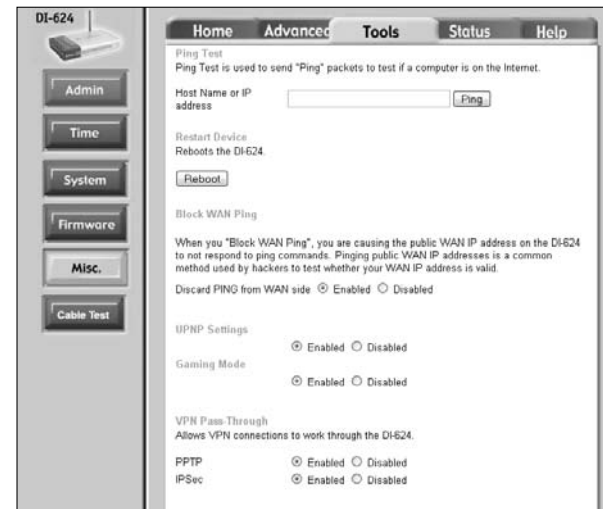 DI-624
Home Advanced Tools Status Help
Admin
Time
System
Firmware
Misc.
Cable Test
Ping Test
Ping Test is used to send "Ping" packets to test if a computer is on the Internet.
Host Name or IP
address
Ping
Restart Device
Reboots the DI-624.
Reboot
Block WAN Ping
When you "Block WAN Ping", you are causing the public WAN IP address on the DI-624
to not respond to ping commands. Pinging public WAN IP addresses is a common
method used by hackers to test whether your WAN IP address is valid.
Discard PING from WAN side Enabled Disabled
UPNP Settings
Enabled Disabled
Gaming Mode
Enabled Disabled
VPN Pass-Through
Allows VPN connections to work through the DI-624.
PPTP Enabled Disabled
IPSec Enabled Disabled